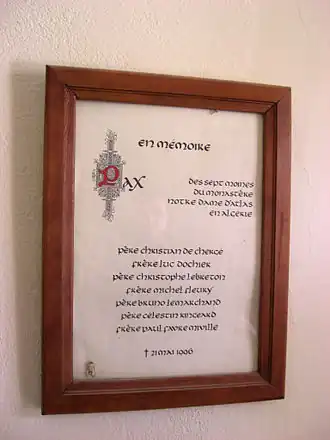 en mémoire
Pax
des sept moines
du monastère
notre dame d'atlas
en algérie
père christian de chergé
frère luc dochier
père christophe lebreton
frère michel fleury
père bruno lemarchand
père célestin ringeard
frère paul favre miville
† 21 mai 1996